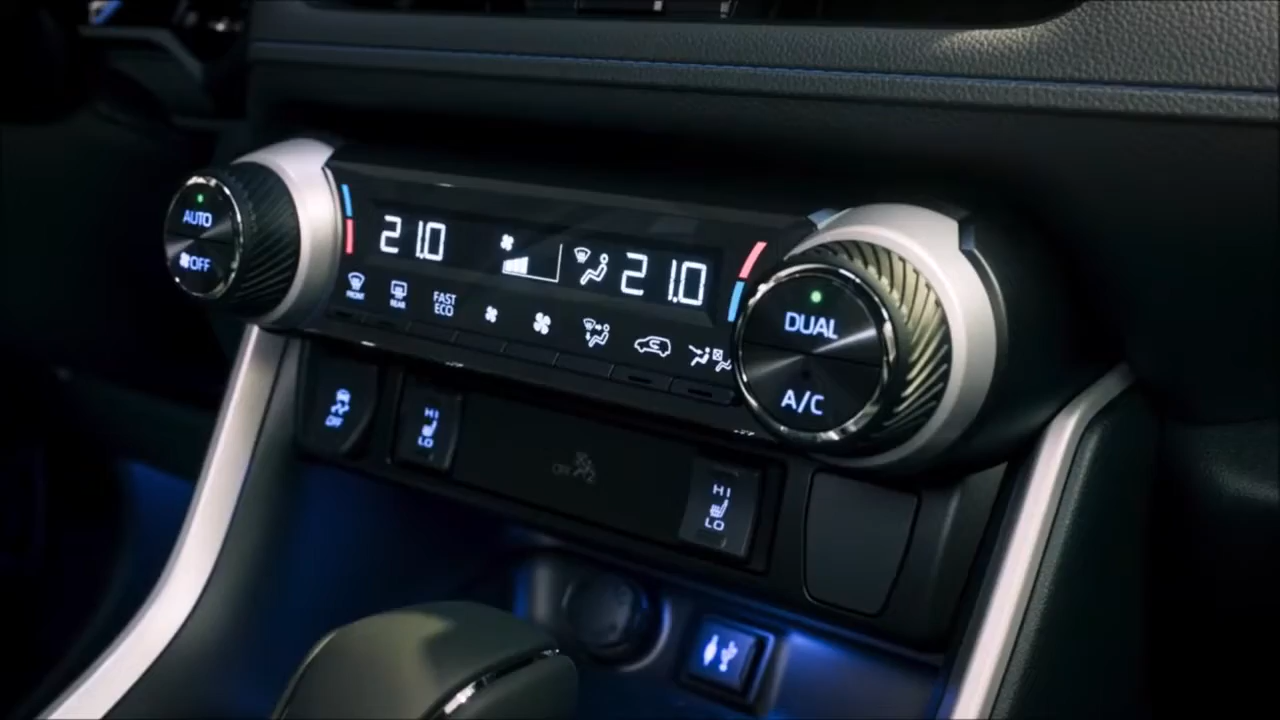 AUTO
OFF
21.0
21.0
FRONT
REAR
FAST
ECO
DUAL
A/C
OFF
HI
LO
HI
LO